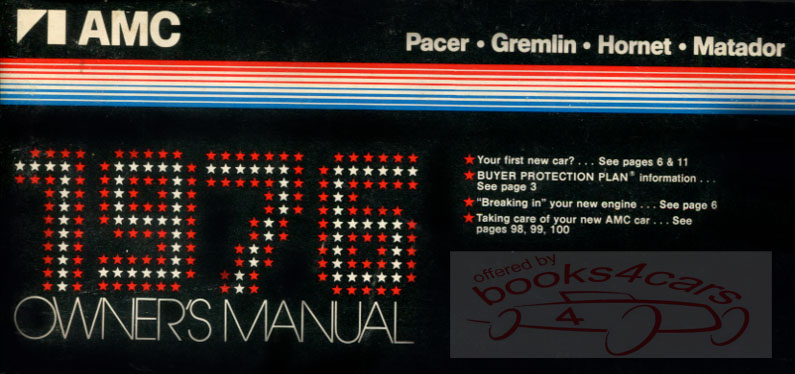 AMC
Pacer • Gremlin • Hornet • Matador
1976
OWNER'S MANUAL
★ Your first new car? . . . See pages 6 & 11
★ BUYER PROTECTION PLAN® information . . .
See page 3
★ "Breaking in" your new engine . . . See page 6
★ Taking care of your new AMC car . . . See
pages 98, 99, 100
offered by
books4cars
4